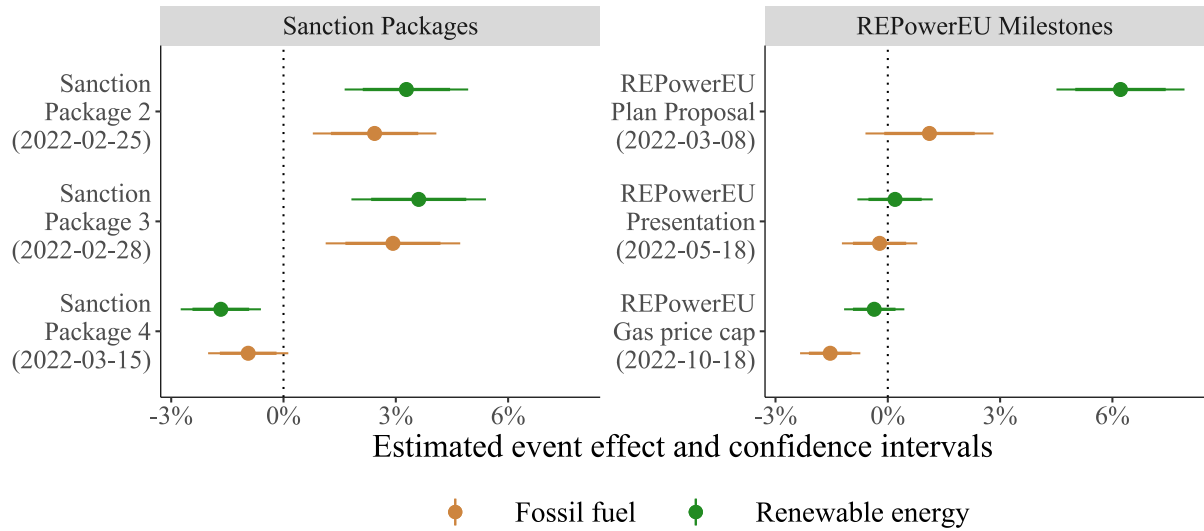 Sanction Packages
Sanction
Package 2
(2022-02-25)
Sanction
Package 3
(2022-02-28)
Sanction
Package 4
(2022-03-15)
-3%
0%
3%
6%
REPowerEU Milestones
REPowerEU
Plan Proposal
(2022-03-08)
REPowerEU
Presentation
(2022-05-18)
REPowerEU
Gas price cap
(2022-10-18)
-3%
0%
3%
6%
Estimated event effect and confidence intervals
Fossil fuel
Renewable energy